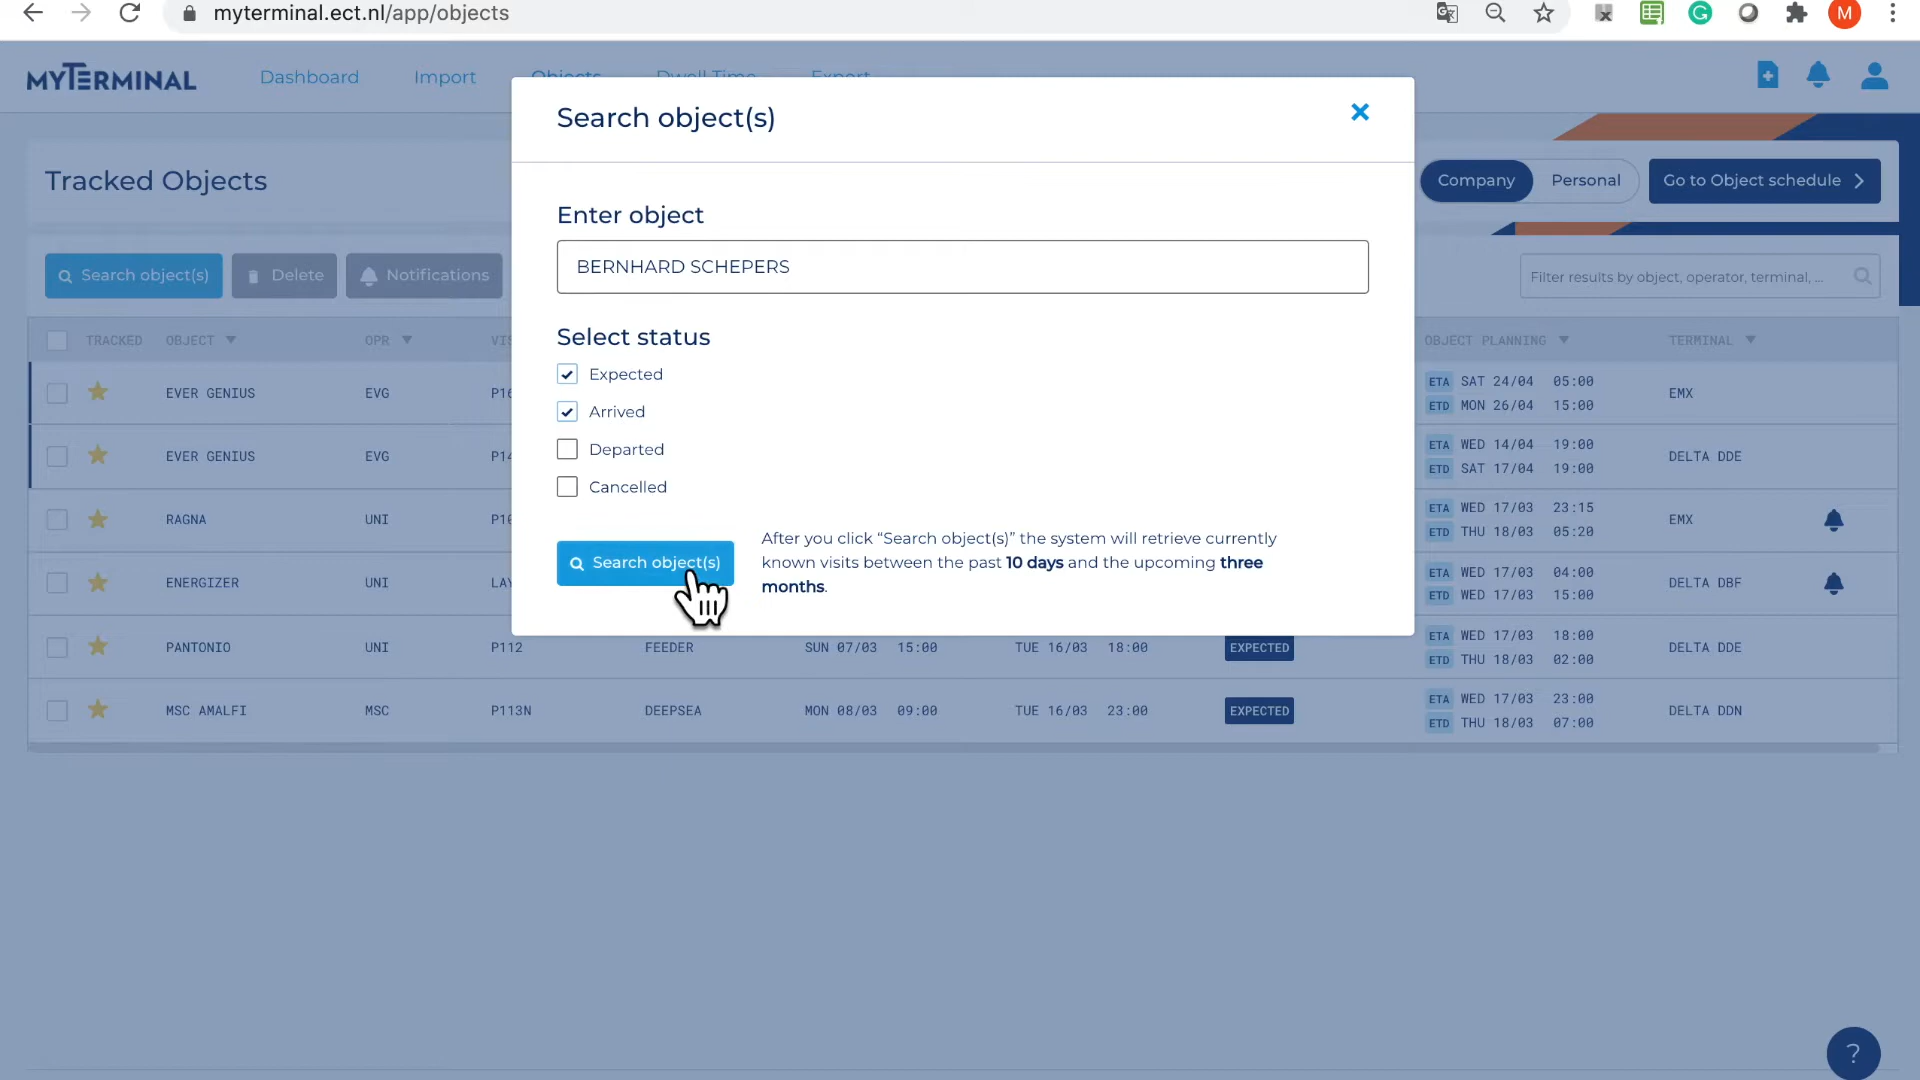 myterminal.ect.nl/app/objects
M
MYTERMINAL
Dashboard
Import
Objects
Dwell Time
Export
Search object(s)
Tracked Objects
Company
Personal
Go to Object schedule
Enter object
BERNHARD SCHEPERS
Search object(s)
Delete
Notifications
Filter results by object, operator, terminal, ...
Select status
Expected
Arrived
Departed
Cancelled
Search object(s)
After you click “Search object(s)” the system will retrieve currently
known visits between the past 10 days and the upcoming three
months.
TRACKED OBJECT OPR OBJECT PLANNING TERMINAL
EVER GENIUS EVG ETA SAT 24/04 05:00 EMX
ETD MON 26/04 15:00
EVER GENIUS EVG ETA WED 14/04 19:00 DELTA DDE
ETD SAT 17/04 19:00
RAGNA UNI ETA WED 17/03 23:15 EMX
ETD THU 18/03 05:20
ENERGIZER UNI ETA WED 17/03 04:00 DELTA DBF
ETD WED 17/03 15:00
PANTONIO UNI P112 FEEDER SUN 07/03 15:00 TUE 16/03 18:00 EXPECTED ETA WED 17/03 18:00 DELTA DDE
ETD THU 18/03 02:00
MSC AMALFI MSC P113N DEEPSEA MON 08/03 09:00 TUE 16/03 23:00 EXPECTED ETA WED 17/03 23:00 DELTA DDN
ETD THU 18/03 07:00
?